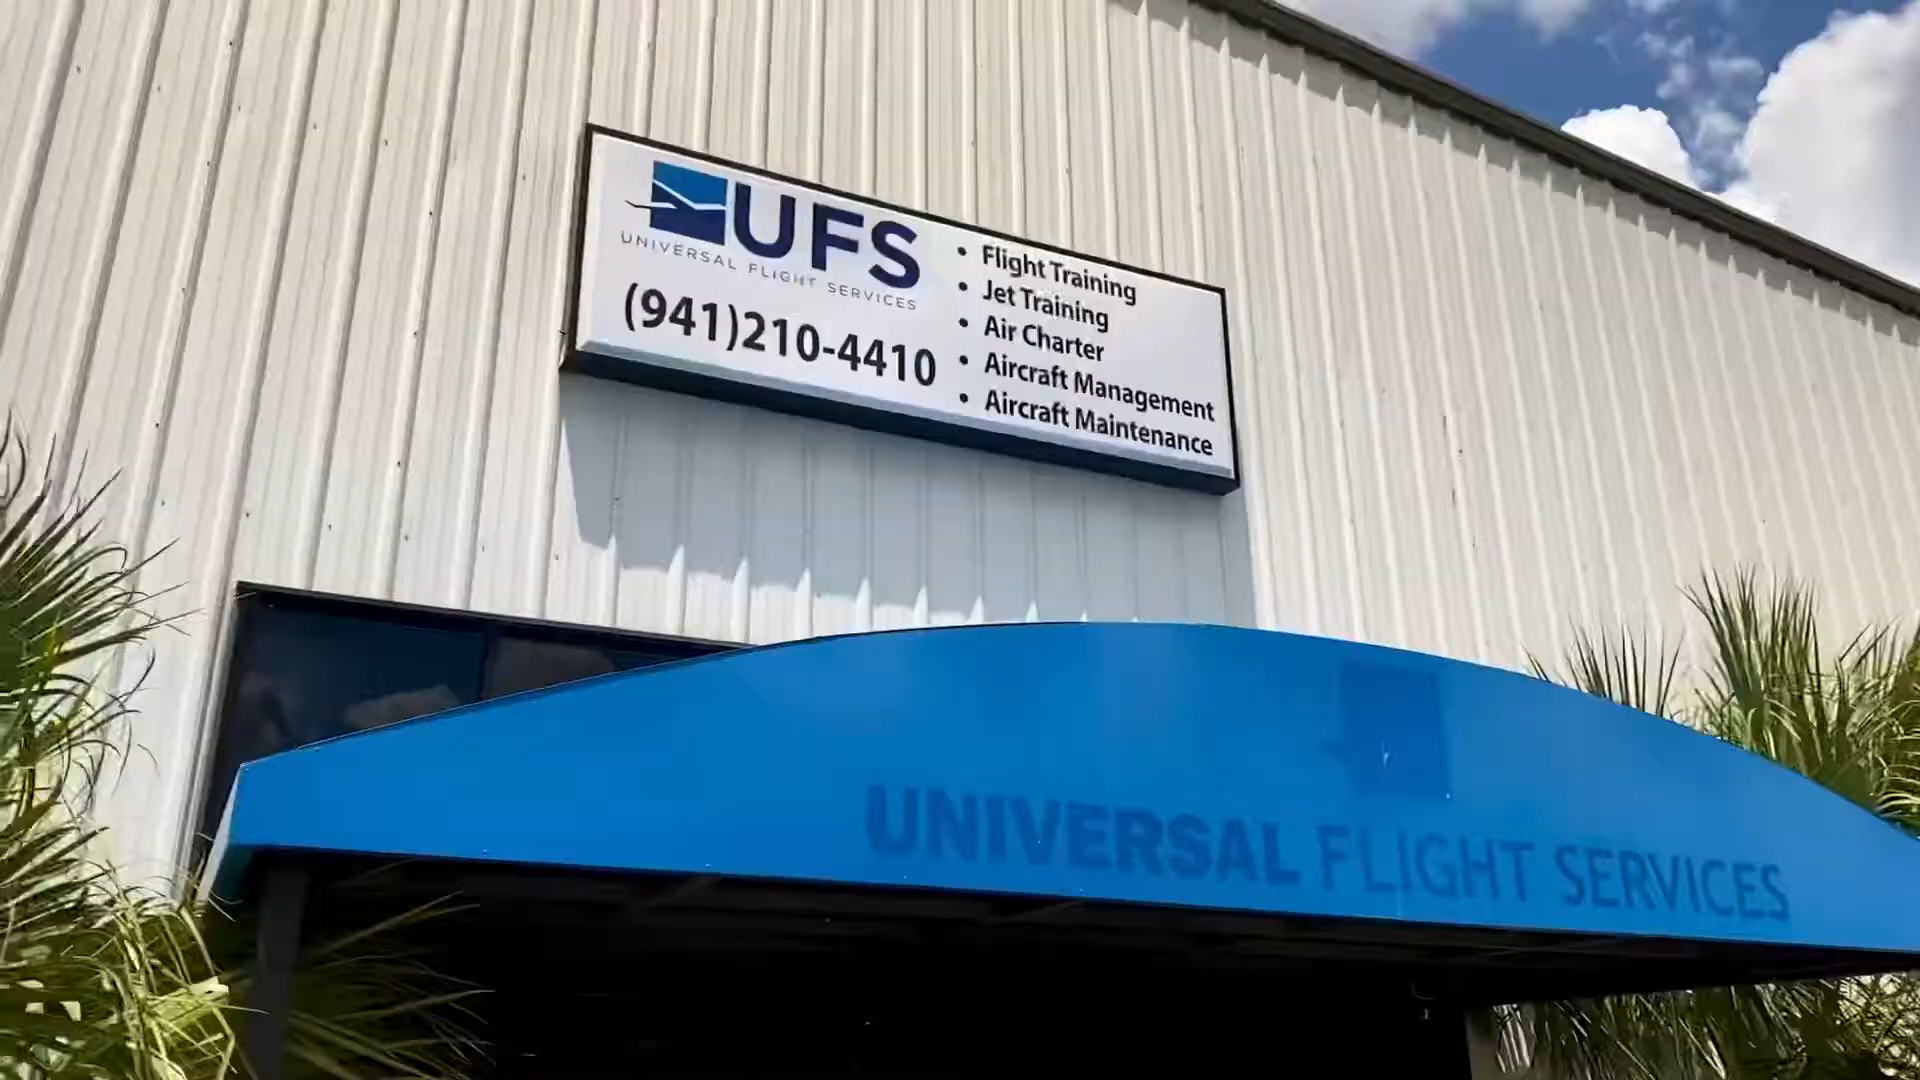 UFS
UNIVERSAL FLIGHT SERVICES
(941)210-4410
• Flight Training
• Jet Training
• Air Charter
• Aircraft Management
• Aircraft Maintenance
UNIVERSAL FLIGHT SERVICES